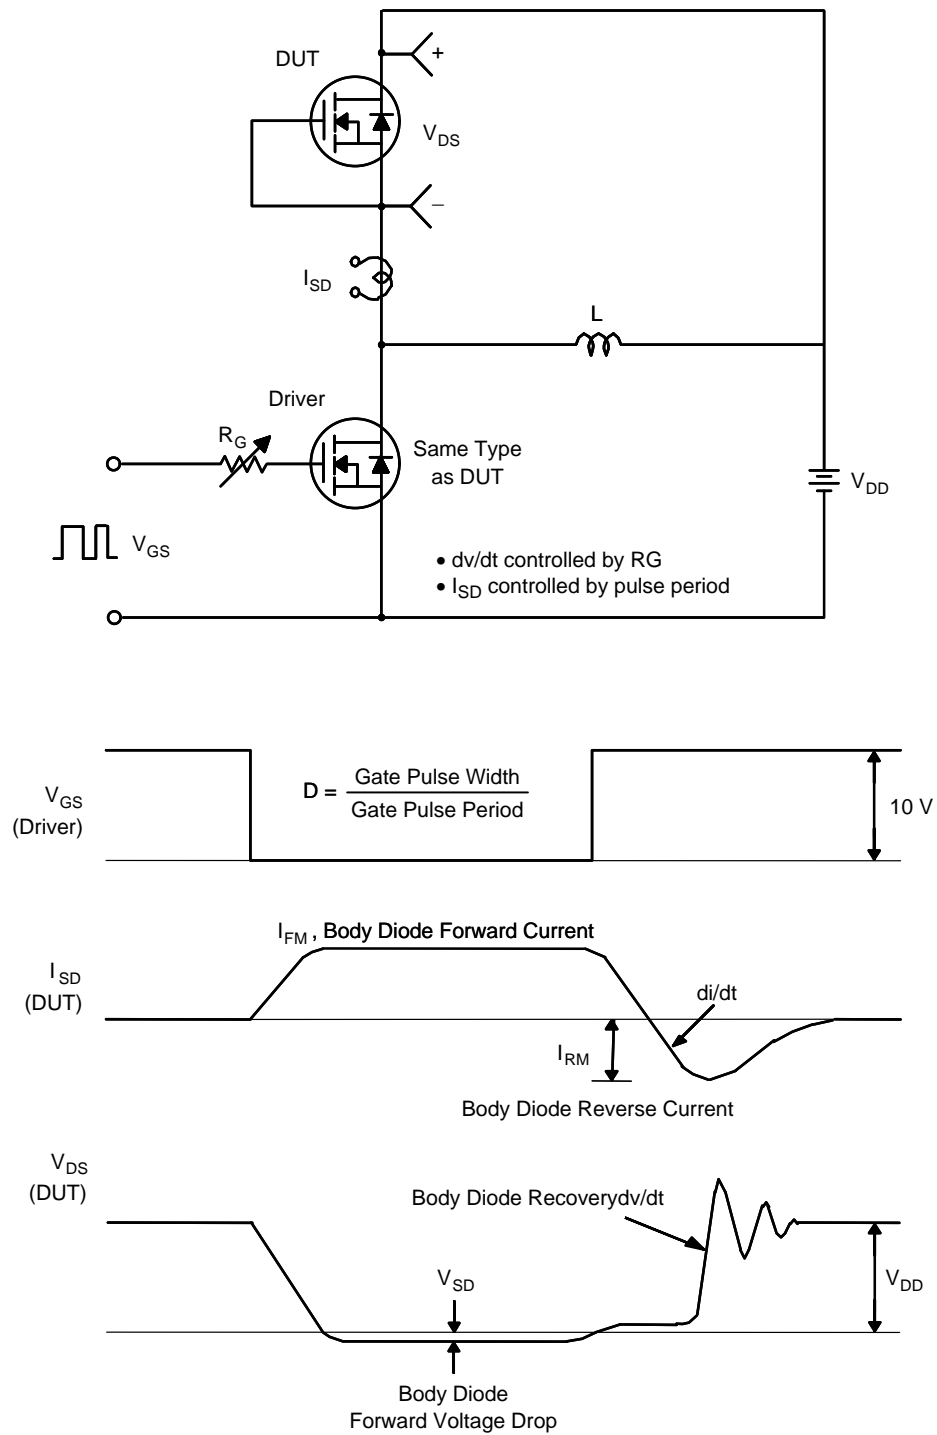 DUT
+
V_DS
−
I_SD
L
Driver
R_G
Same Type
as DUT
V_DD
V_GS
• dv/dt controlled by RG
• I_SD controlled by pulse period
V_GS
(Driver)
D = Gate Pulse Width
Gate Pulse Period
10 V
I_FM , Body Diode Forward Current
I_SD
(DUT)
di/dt
I_RM
Body Diode Reverse Current
V_DS
(DUT)
Body Diode Recoverydv/dt
V_SD
V_DD
Body Diode
Forward Voltage Drop